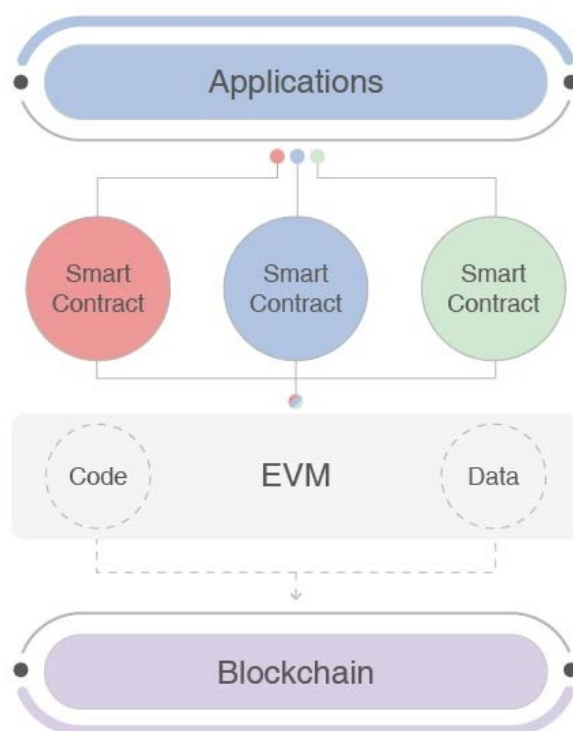 Applications
Smart Contract
Smart Contract
Smart Contract
Code
EVM
Data
Blockchain